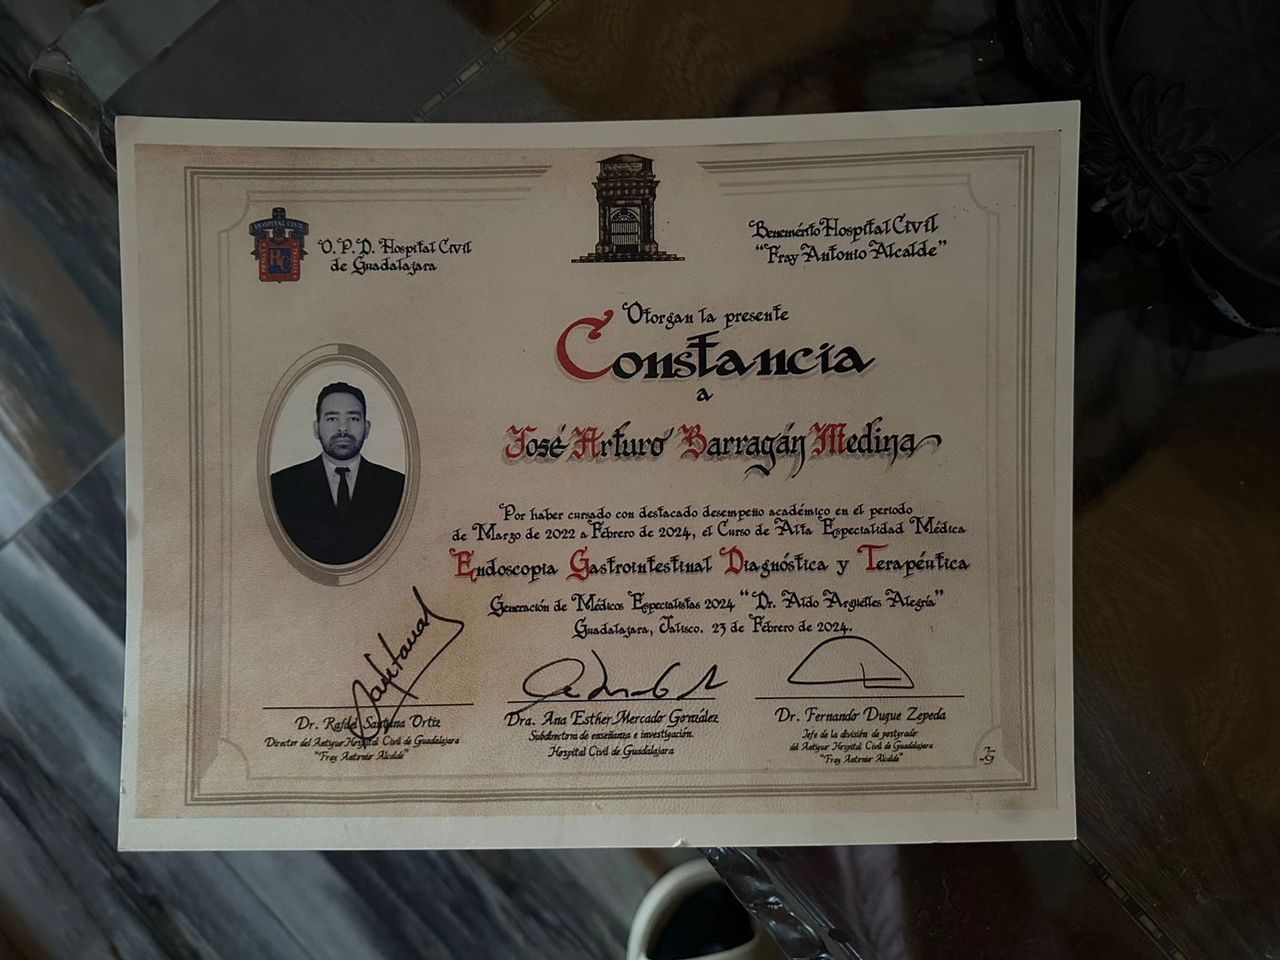 HOSPITAL CIVIL
HC
O. P. D. Hospital Civil
de Guadalajara
Benemérito Hospital Civil
"Fray Antonio Alcalde"
Otorgan la presente
Constancia
a
José Arturo Barragán Medina
Por haber cursado con destacado desempeño académico en el periodo
de Marzo de 2022 a Febrero de 2024, el Curso de Alta Especialidad Médica
Endoscopia Gastrointestinal Diagnóstica y Terapéutica
Generación de Médicos Especialistas 2024 "Dr. Aldo Arguelles Alegría"
Guadalajara, Jalisco. 23 de Febrero de 2024.
Dr. Rafael Santana Ortiz
Director del Antiguo Hospital Civil de Guadalajara
"Fray Antonio Alcalde"
Dra. Ana Esther Mercado González
Subdirectora de enseñanza e investigación.
Hospital Civil de Guadalajara
Dr. Fernando Duque Zepeda
Jefe de la división de postgrado
del Antiguo Hospital Civil de Guadalajara
"Fray Antonio Alcalde"